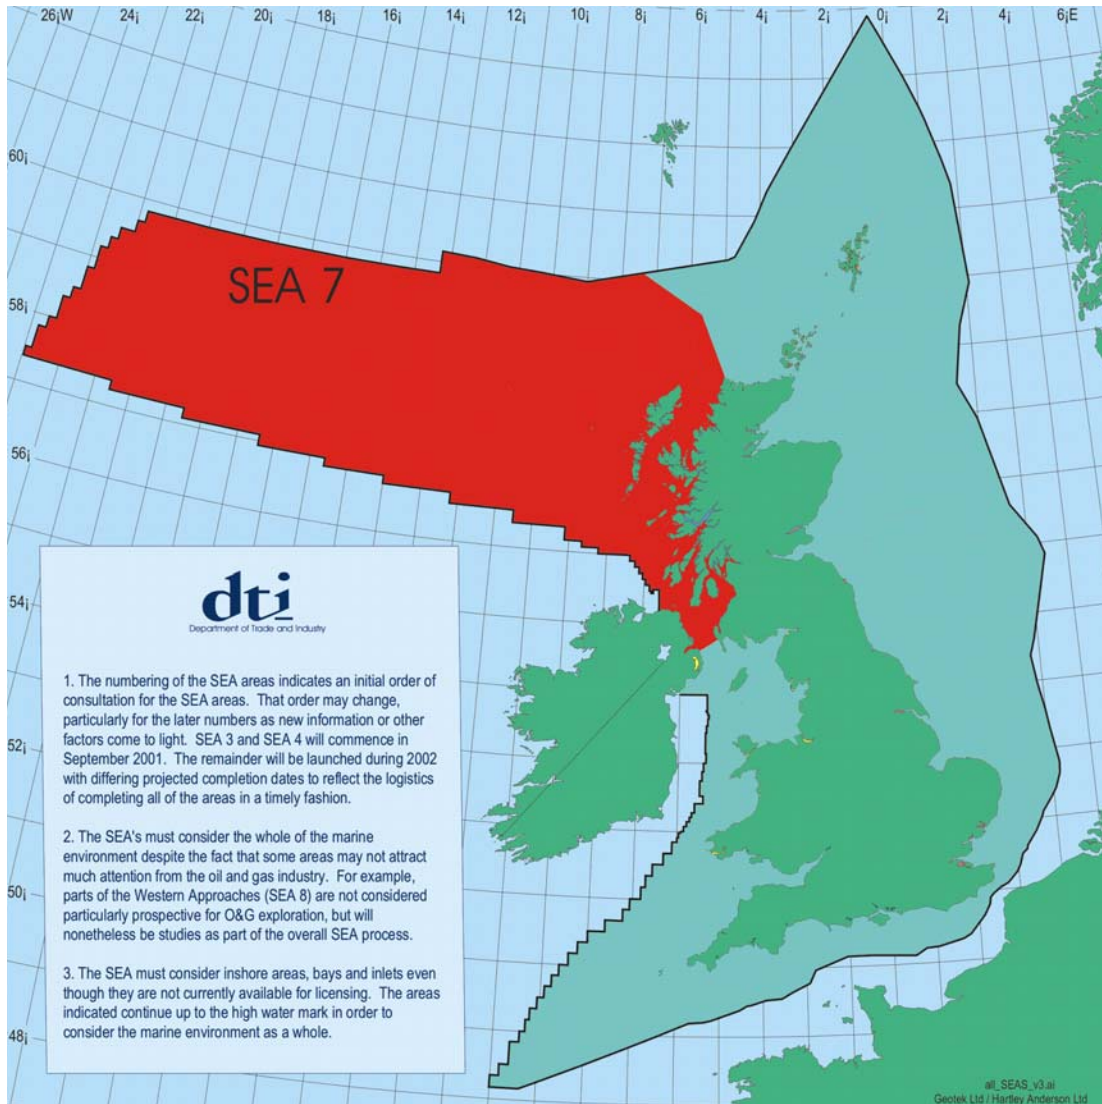 26¡W 24¡ 22¡ 20¡ 18¡ 16¡ 14¡ 12¡ 10¡ 8¡ 6¡ 4¡ 2¡ 0¡ 2¡ 4¡ 6¡E
60¡
58¡
56¡
54¡
52¡
50¡
48¡
SEA 7
dti
Department of Trade and Industry
1. The numbering of the SEA areas indicates an initial order of
consultation for the SEA areas. That order may change,
particularly for the later numbers as new information or other
factors come to light. SEA 3 and SEA 4 will commence in
September 2001. The remainder will be launched during 2002
with differing projected completion dates to reflect the logistics
of completing all of the areas in a timely fashion.
2. The SEA's must consider the whole of the marine
environment despite the fact that some areas may not attract
much attention from the oil and gas industry. For example,
parts of the Western Approaches (SEA 8) are not considered
particularly prospective for O&G exploration, but will
nonetheless be studies as part of the overall SEA process.
3. The SEA must consider inshore areas, bays and inlets even
though they are not currently available for licensing. The areas
indicated continue up to the high water mark in order to
consider the marine environment as a whole.
all_SEAS_v3.ai
Geotek Ltd / Hartley Anderson Ltd